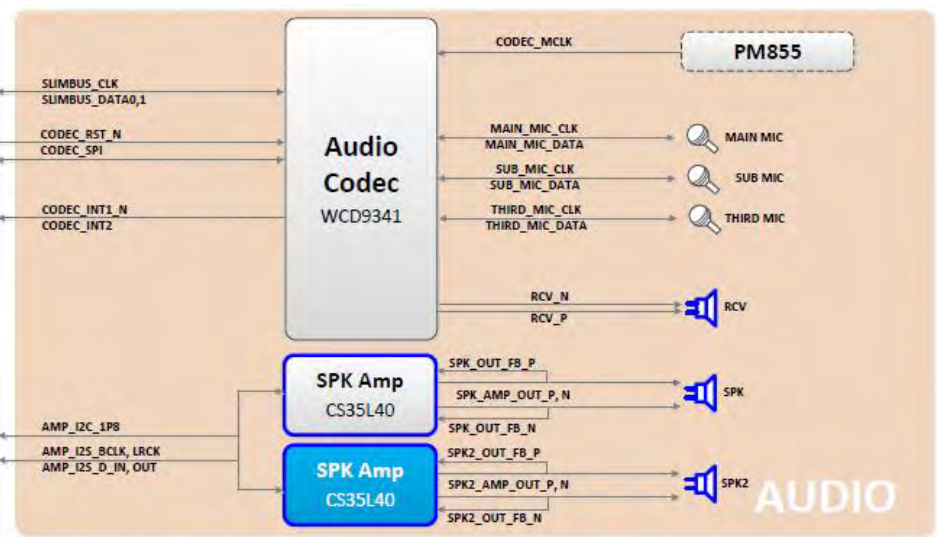 CODEC_MCLK
PM855
SLIMBUS_CLK
SLIMBUS_DATA0,1
CODEC_RST_N
CODEC_SPI
CODEC_INT1_N
CODEC_INT2
Audio
Codec
WCD9341
MAIN_MIC_CLK
MAIN_MIC_DATA
MAIN MIC
SUB_MIC_CLK
SUB_MIC_DATA
SUB MIC
THIRD_MIC_CLK
THIRD_MIC_DATA
THIRD MIC
RCV_N
RCV_P
RCV
SPK Amp
CS35L40
SPK_OUT_FB_P
SPK_AMP_OUT_P, N
SPK_OUT_FB_N
SPK
AMP_I2C_1P8
AMP_I2S_BCLK, LRCK
AMP_I2S_D_IN, OUT
SPK Amp
CS35L40
SPK2_OUT_FB_P
SPK2_AMP_OUT_P, N
SPK2_OUT_FB_N
SPK2
AUDIO